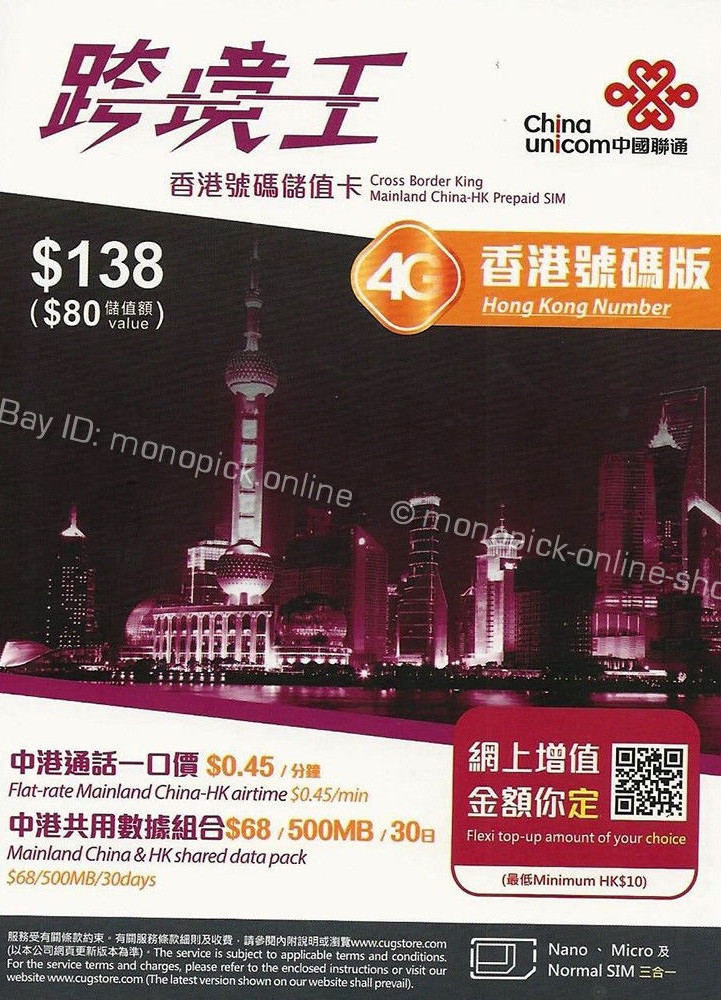 跨境王
China
unicom中國聯通
香港號碼儲值卡
Cross Border King
Mainland China-HK Prepaid SIM
$138
($80 儲值額 value)
4G
香港號碼版
Hong Kong Number
Bay ID: monopick.online
© monopick-online-sho
中港通話一口價 $0.45 / 分鐘
Flat-rate Mainland China-HK airtime $0.45/min
中港共用數據組合$68 / 500MB / 30日
Mainland China & HK shared data pack
$68/500MB/30days
網上增值
金額你定
Flexi top-up amount of your choice
(最低Minimum HK$10)
服務受有關條款約束。有關服務條款細則及收費，請參閱內附說明或瀏覽www.cugstore.com
(以本公司網頁更新版本為準)。The service is subject to applicable terms and conditions.
For the service terms and charges, please refer to the enclosed instructions or visit our
website www.cugstore.com (The latest version shown on our website shall prevail).
Nano 、 Micro 及
Normal SIM 三合一